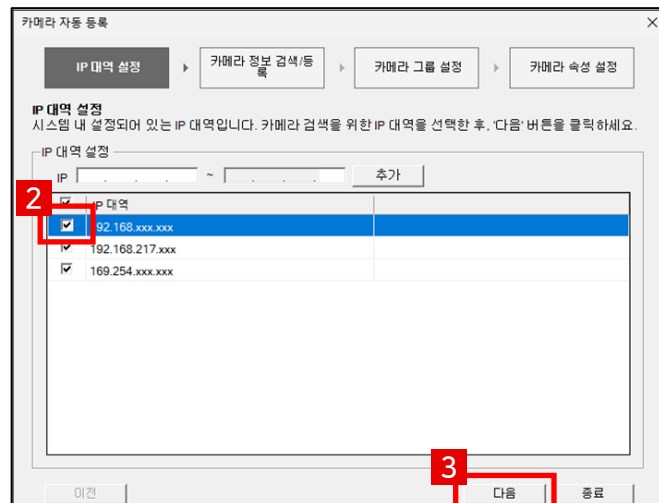 카메라 자동 등록
IP 대역 설정
카메라 정보 검색/등
록
카메라 그룹 설정
카메라 속성 설정
IP 대역 설정
시스템 내 설정되어 있는 IP 대역입니다. 카메라 검색을 위한 IP 대역을 선택한 후, '다음' 버튼을 클릭하세요.
IP 대역 설정
IP . . . ~ . . . 추가
2
IP 대역
192.168.xxx.xxx
192.168.217.xxx
169.254.xxx.xxx
3
이전 다음 종료